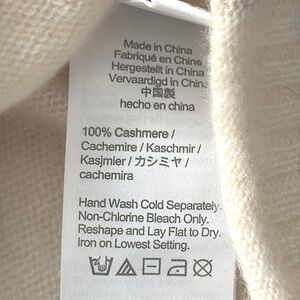 Made in China
Fabriqué en Chine
Hergestellt in China
Vervaardigd in China
中国製
hecho en china
100% Cashmere /
Cachemire / Kaschmir /
Kasjmier / カシミヤ /
cachemira
Hand Wash Cold Separately.
Non-Chlorine Bleach Only.
Reshape and Lay Flat to Dry.
Iron on Lowest Setting.